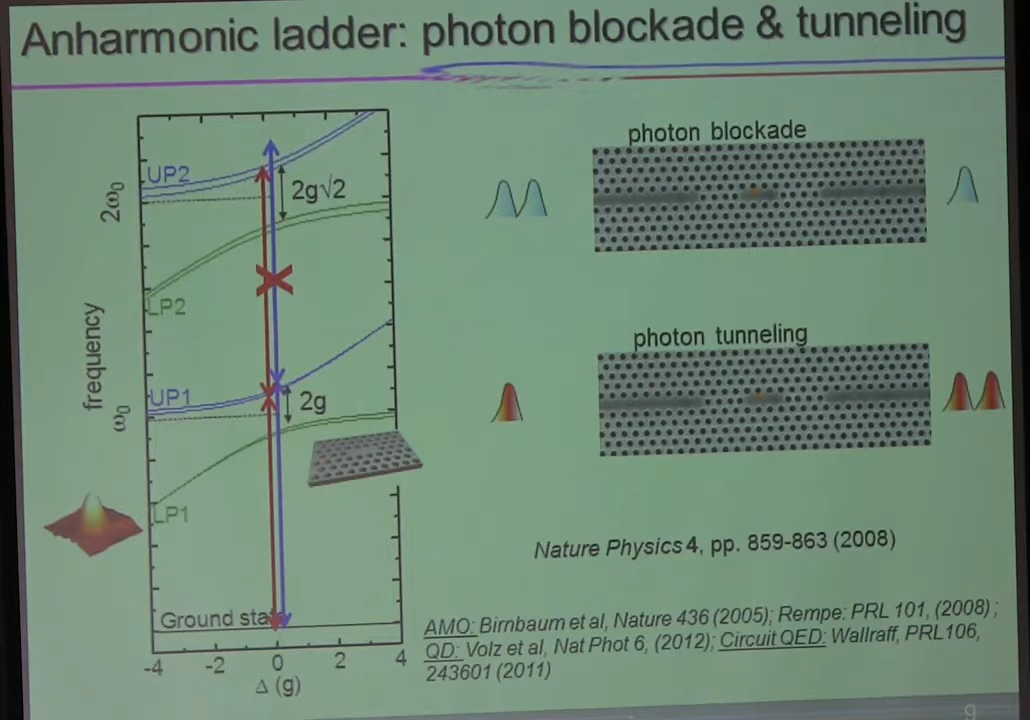 Anharmonic ladder: photon blockade & tunneling
photon blockade
UP2
2g√2
2ω₀
LP2
photon tunneling
frequency
UP1
2g
ω₀
LP1
Nature Physics 4, pp. 859-863 (2008)
Ground sta
-4 -2 0 2 4
Δ (g)
AMO: Birnbaum et al, Nature 436 (2005); Rempe: PRL 101, (2008);
QD: Volz et al, Nat Phot 6, (2012); Circuit QED: Wallraff, PRL106,
243601 (2011)
9